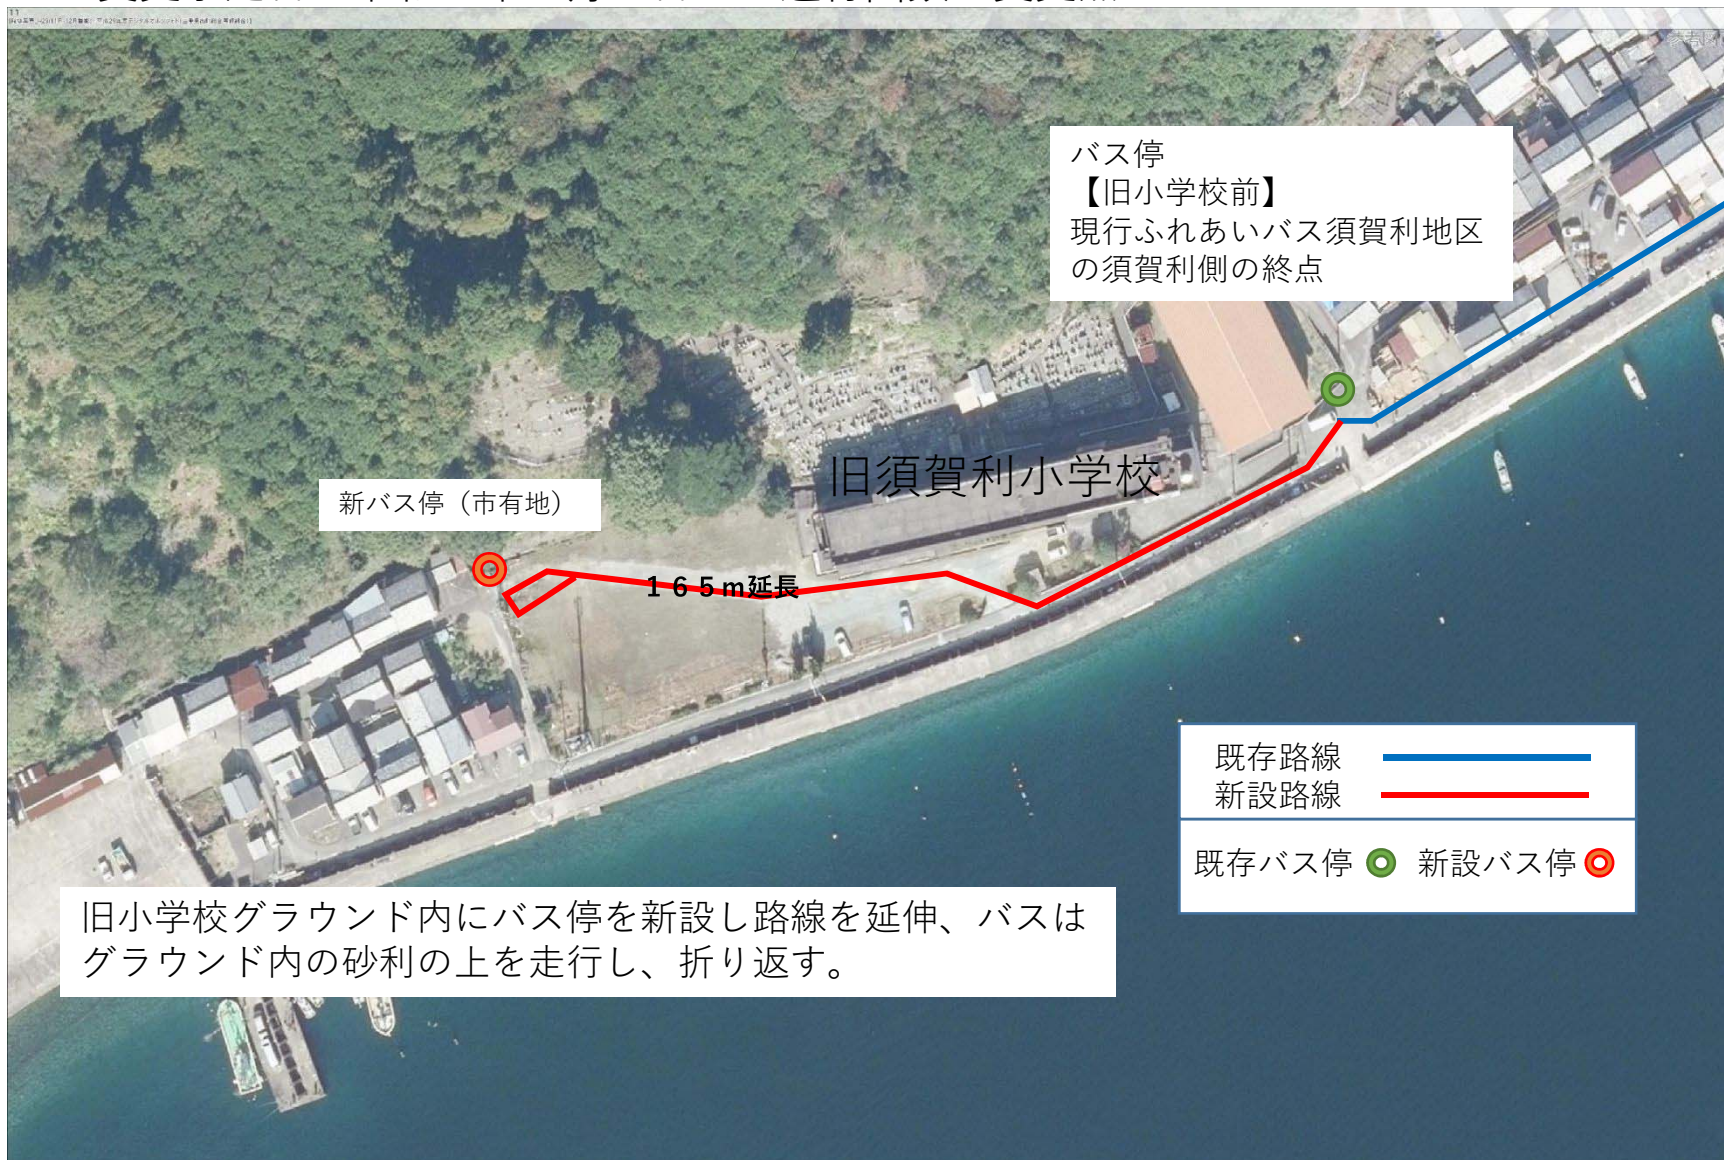 バス停
【旧小学校前】
現行ふれあいバス須賀利地区
の須賀利側の終点
旧須賀利小学校
新バス停（市有地）
１６５ｍ延長
既存路線
新設路線
既存バス停 新設バス停
旧小学校グラウンド内にバス停を新設し路線を延伸、バスは
グラウンド内の砂利の上を走行し、折り返す。